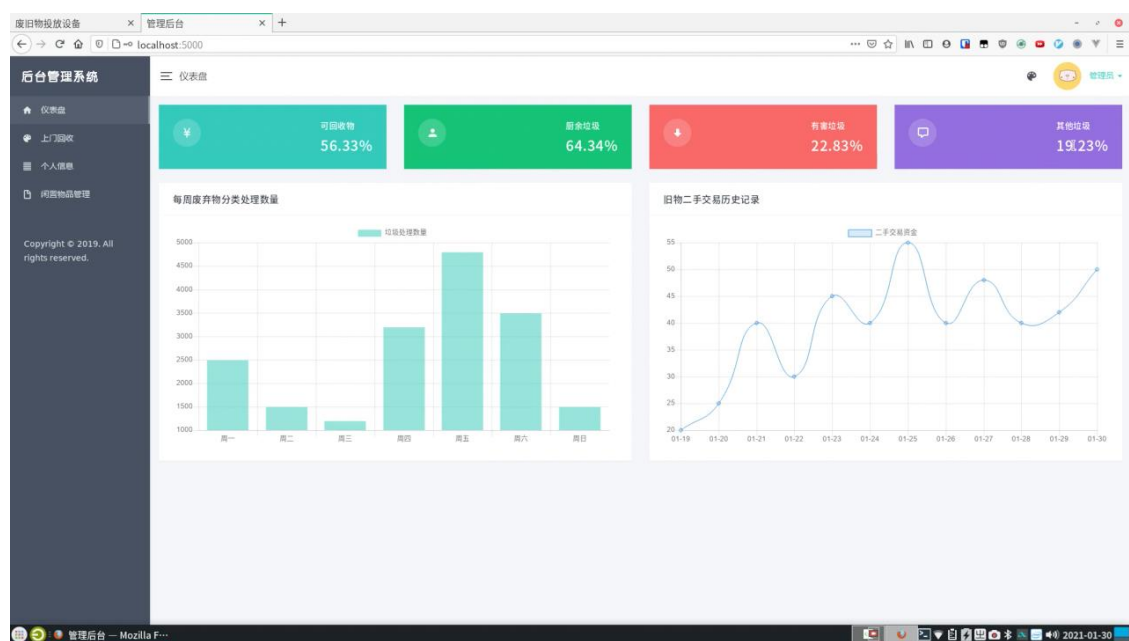 废旧物投放设备
管理后台
localhost:5000
后台管理系统
仪表盘
仪表盘
上门回收
个人信息
闲置物品管理
Copyright © 2019. All
rights reserved.
可回收物
56.33%
厨余垃圾
64.34%
有害垃圾
22.83%
其他垃圾
19.23%
每周废弃物分类处理数量
垃圾处理数量
5000
4500
4000
3500
3000
2500
2000
1500
1000
周一 周二 周三 周四 周五 周六 周日
旧物二手交易历史记录
二手交易资金
55
50
45
40
35
30
25
20
01-19 01-20 01-21 01-22 01-23 01-24 01-25 01-26 01-27 01-28 01-29 01-30
管理后台 — Mozilla F…
2021-01-30